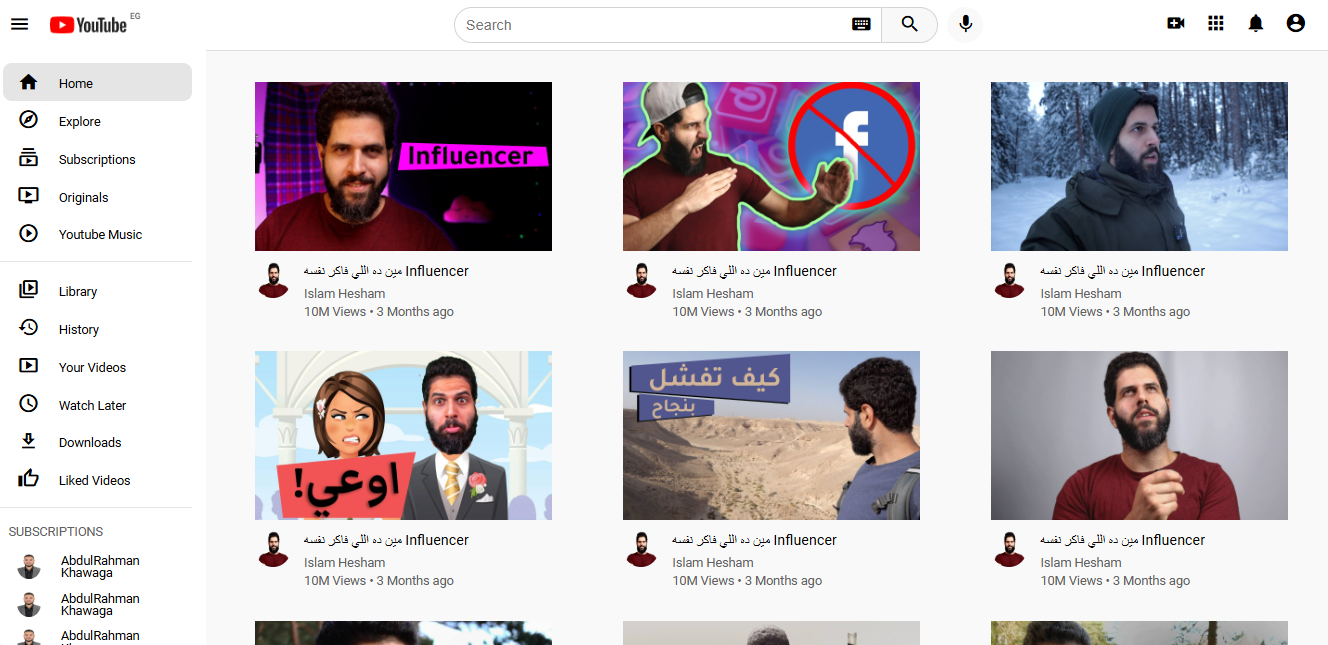 YouTube EG
Search
Home
Explore
Subscriptions
Originals
Youtube Music
Library
History
Your Videos
Watch Later
Downloads
Liked Videos
SUBSCRIPTIONS
AbdulRahman
Khawaga
AbdulRahman
Khawaga
AbdulRahman
Influencer
مين ده اللي فاكر نفسه Influencer
Islam Hesham
10M Views • 3 Months ago
مين ده اللي فاكر نفسه Influencer
Islam Hesham
10M Views • 3 Months ago
مين ده اللي فاكر نفسه Influencer
Islam Hesham
10M Views • 3 Months ago
اوعي!
مين ده اللي فاكر نفسه Influencer
Islam Hesham
10M Views • 3 Months ago
كيف تفشل
بنجاح
مين ده اللي فاكر نفسه Influencer
Islam Hesham
10M Views • 3 Months ago
مين ده اللي فاكر نفسه Influencer
Islam Hesham
10M Views • 3 Months ago